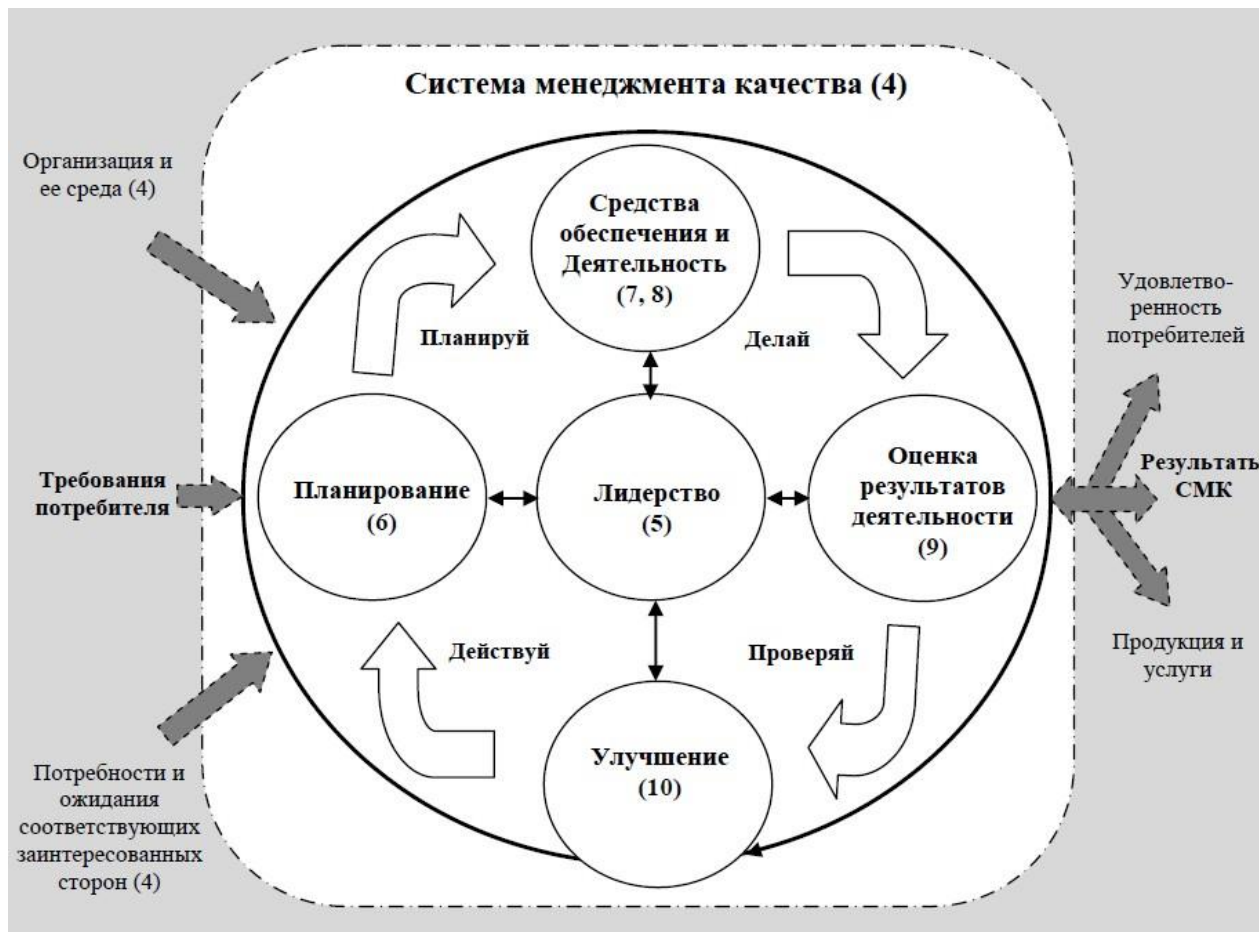 Система менеджмента качества (4)
Организация и
ее среда (4)
Средства
обеспечения и
Деятельность
(7, 8)
Удовлетво-
ренность
потребителей
Планируй
Делай
Требования
потребителя
Планирование
(6)
Лидерство
(5)
Оценка
результатов
деятельности
(9)
Результаты
СМК
Действуй
Проверяй
Продукция и
услуги
Улучшение
(10)
Потребности и
ожидания
соответствующих
заинтересованных
сторон (4)